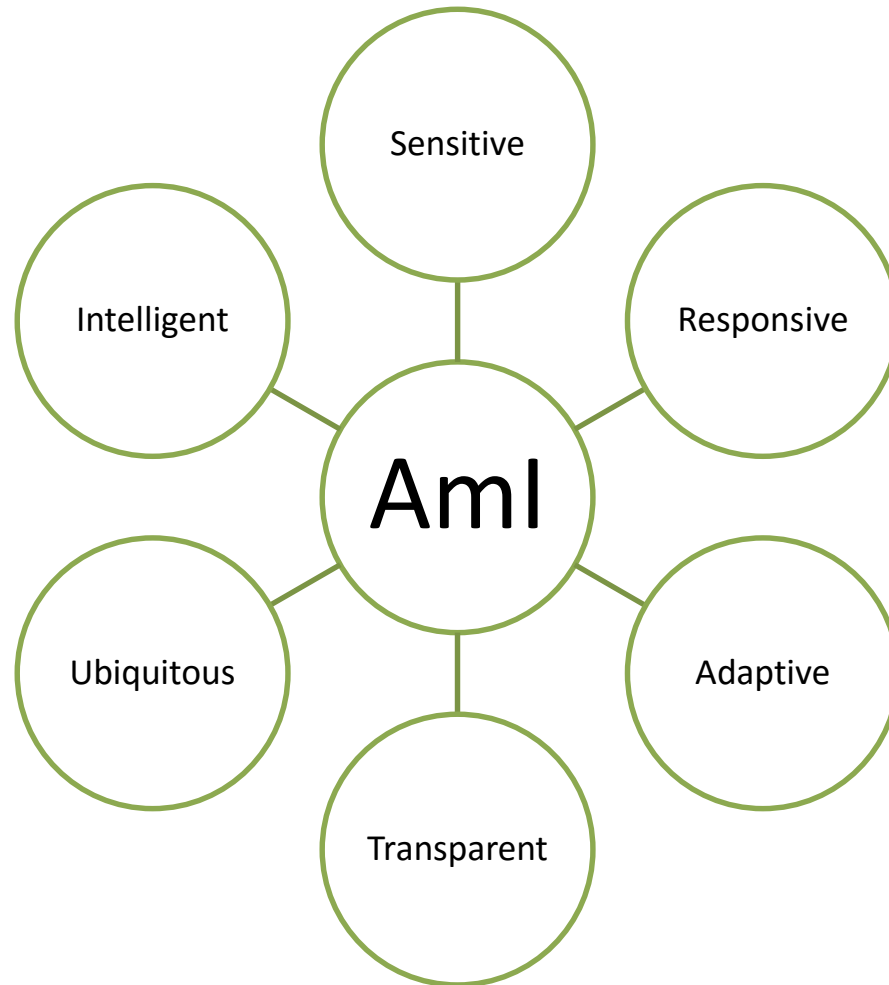 Sensitive
Intelligent
Responsive
AmI
Ubiquitous
Adaptive
Transparent